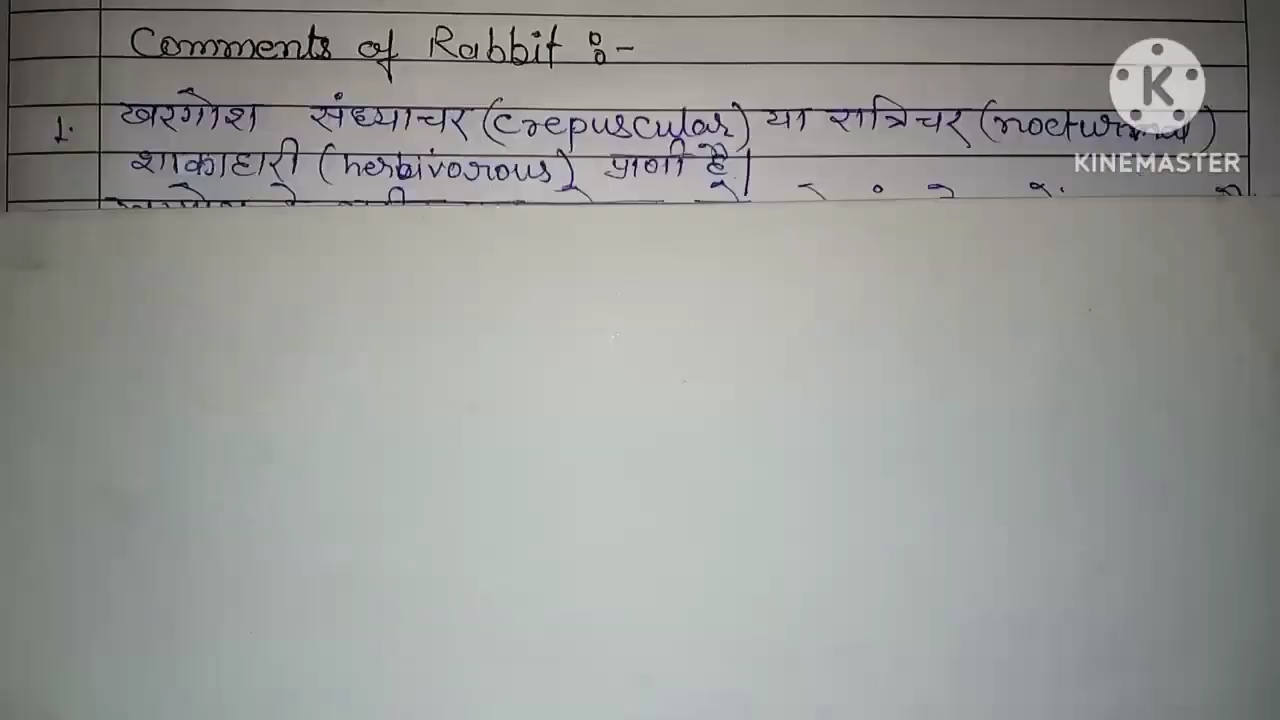 Comments of Rabbit :-
1. खरगोश संध्याचर (crepuscular) या रात्रिचर (nocturnal)
शाकाहारी (herbivorous) प्राणी है।
K
KINEMASTER